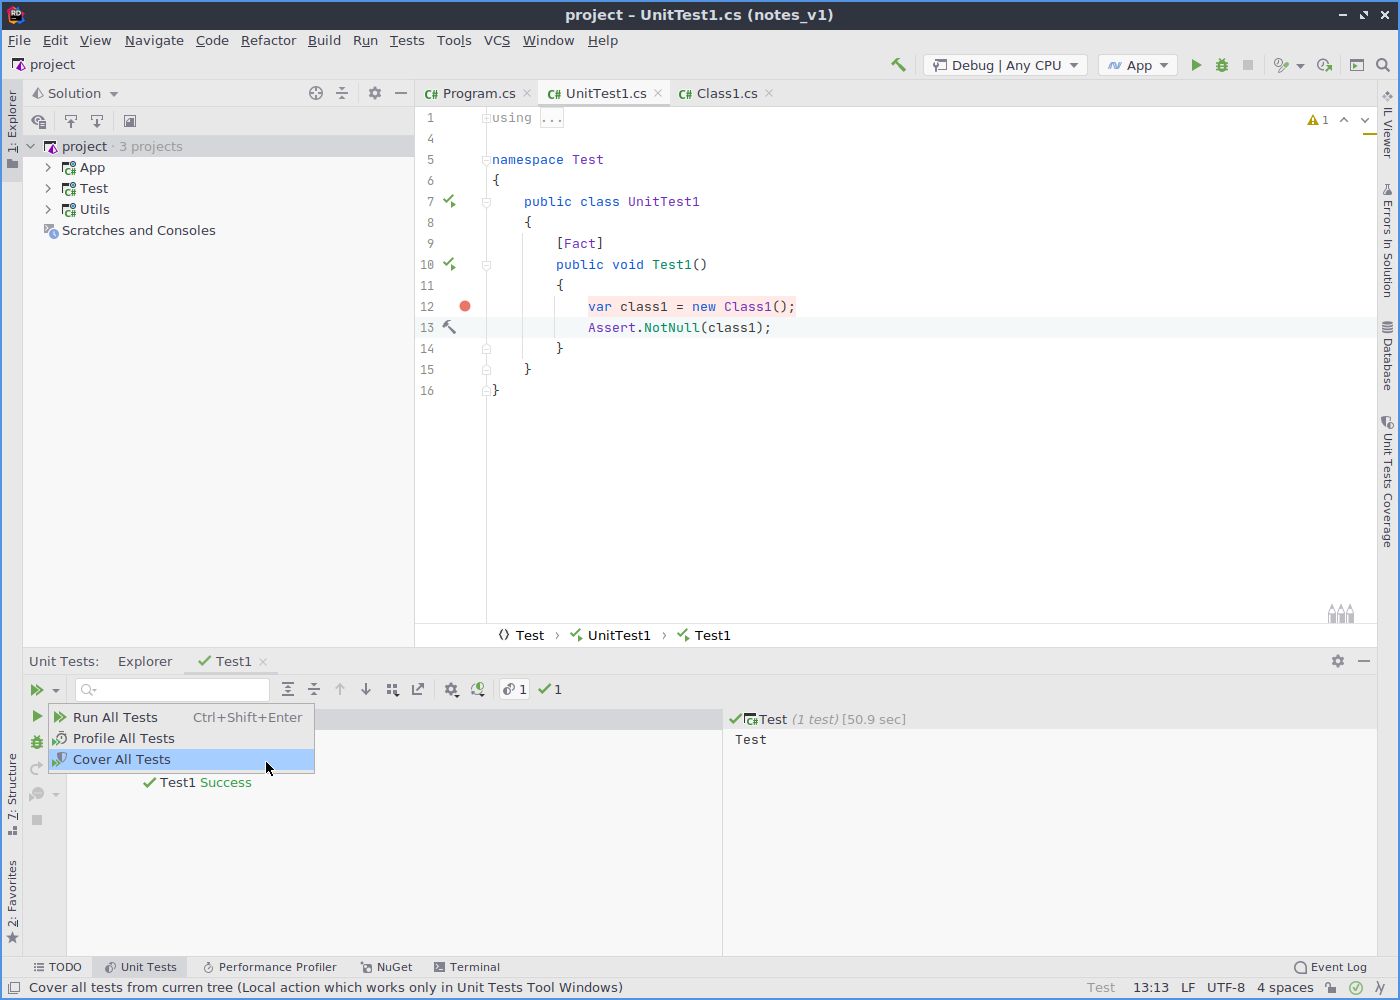 project – UnitTest1.cs (notes_v1)
File Edit View Navigate Code Refactor Build Run Tests Tools VCS Window Help
project
Debug | Any CPU
App
1: Explorer
Solution
project · 3 projects
App
Test
Utils
Scratches and Consoles
Program.cs
UnitTest1.cs
Class1.cs
1 using ...
4
5 namespace Test
6 {
7 public class UnitTest1
8 {
9 [Fact]
10 public void Test1()
11 {
12 var class1 = new Class1();
13 Assert.NotNull(class1);
14 }
15 }
16 }
1
Test › UnitTest1 › Test1
IL Viewer
Errors In Solution
Database
Unit Tests Coverage
Unit Tests: Explorer Test1
1 1
Run All Tests Ctrl+Shift+Enter
Profile All Tests
Cover All Tests
Test1 Success
Test (1 test) [50.9 sec]
Test
7: Structure
2: Favorites
TODO Unit Tests Performance Profiler NuGet Terminal Event Log
Cover all tests from curren tree (Local action which works only in Unit Tests Tool Windows) Test 13:13 LF UTF-8 4 spaces